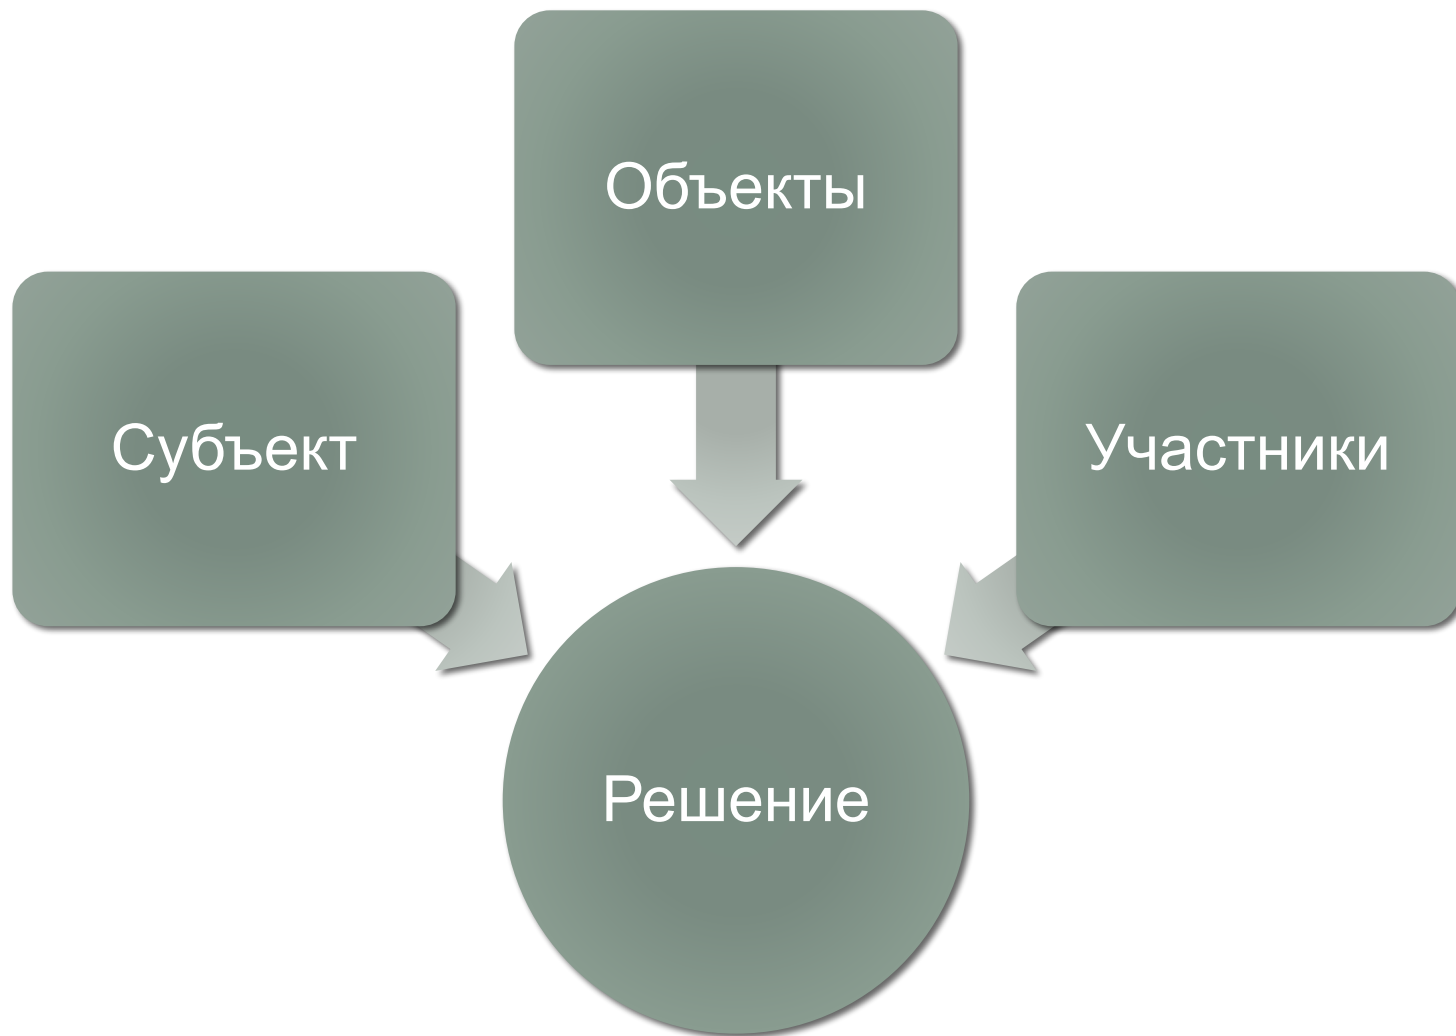 Объекты
Субъект
Участники
Решение